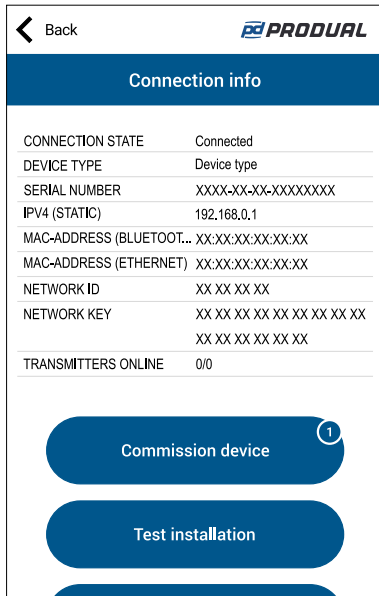 Back
pd PRODUAL
Connection info
CONNECTION STATE Connected
DEVICE TYPE Device type
SERIAL NUMBER XXXX-XX-XX-XXXXXXXX
IPV4 (STATIC) 192.168.0.1
MAC-ADDRESS (BLUETOOT... XX:XX:XX:XX:XX:XX
MAC-ADDRESS (ETHERNET) XX:XX:XX:XX:XX:XX
NETWORK ID XX XX XX XX
NETWORK KEY XX XX XX XX XX XX XX XX XX
XX XX XX XX XX XX
TRANSMITTERS ONLINE 0/0
1
Commission device
Test installation